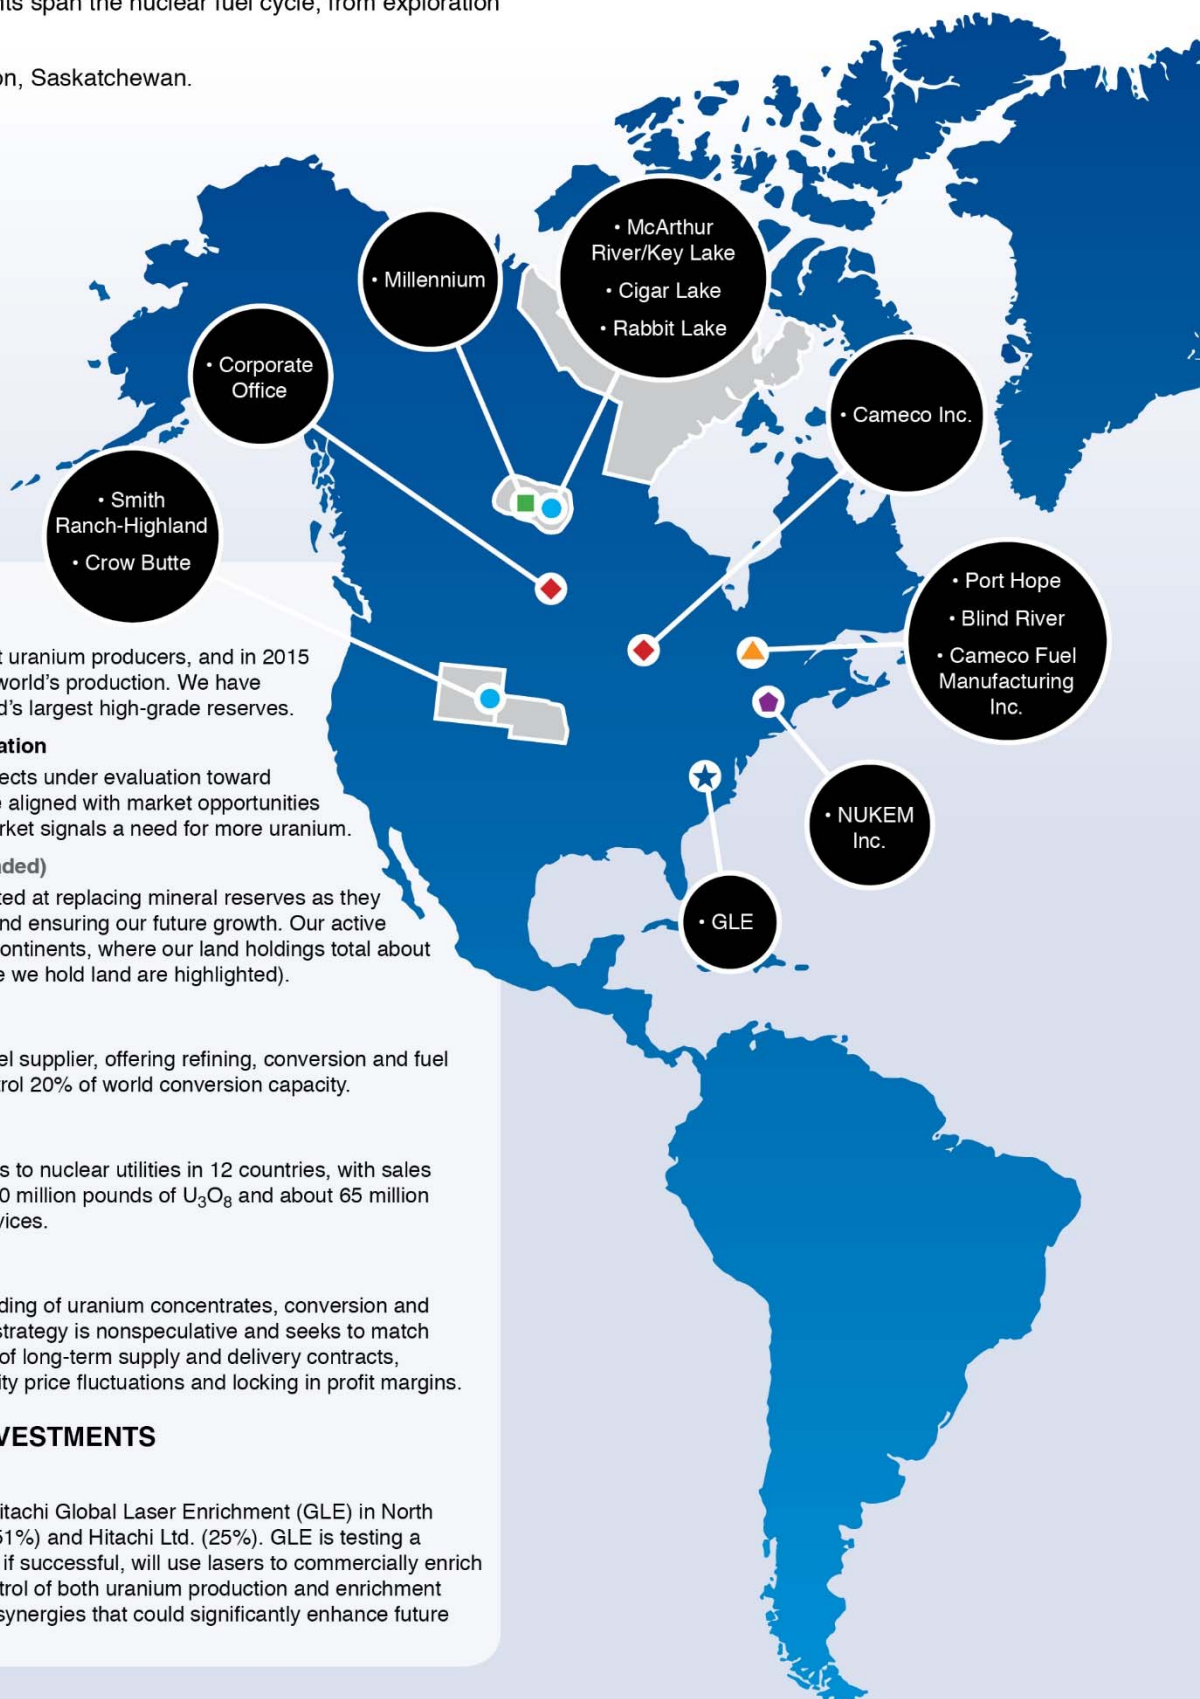 nts span the nuclear fuel cycle, from exploration
on, Saskatchewan.
• McArthur
River/Key Lake
• Cigar Lake
• Rabbit Lake
• Millennium
• Corporate
Office
• Cameco Inc.
• Smith
Ranch-Highland
• Crow Butte
• Port Hope
• Blind River
• Cameco Fuel
Manufacturing
Inc.
• NUKEM
Inc.
• GLE
t uranium producers, and in 2015
world's production. We have
d's largest high-grade reserves.
ation
ects under evaluation toward
e aligned with market opportunities
rket signals a need for more uranium.
ded)
ted at replacing mineral reserves as they
nd ensuring our future growth. Our active
ontinents, where our land holdings total about
e we hold land are highlighted).
el supplier, offering refining, conversion and fuel
trol 20% of world conversion capacity.
s to nuclear utilities in 12 countries, with sales
0 million pounds of U₃O₈ and about 65 million
vices.
ding of uranium concentrates, conversion and
strategy is nonspeculative and seeks to match
of long-term supply and delivery contracts,
ity price fluctuations and locking in profit margins.
VESTMENTS
itachi Global Laser Enrichment (GLE) in North
51%) and Hitachi Ltd. (25%). GLE is testing a
if successful, will use lasers to commercially enrich
trol of both uranium production and enrichment
synergies that could significantly enhance future